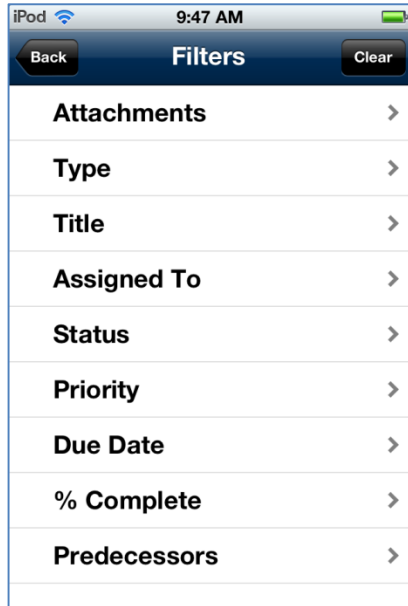 iPod 9:47 AM
Back Filters Clear
Attachments
Type
Title
Assigned To
Status
Priority
Due Date
% Complete
Predecessors